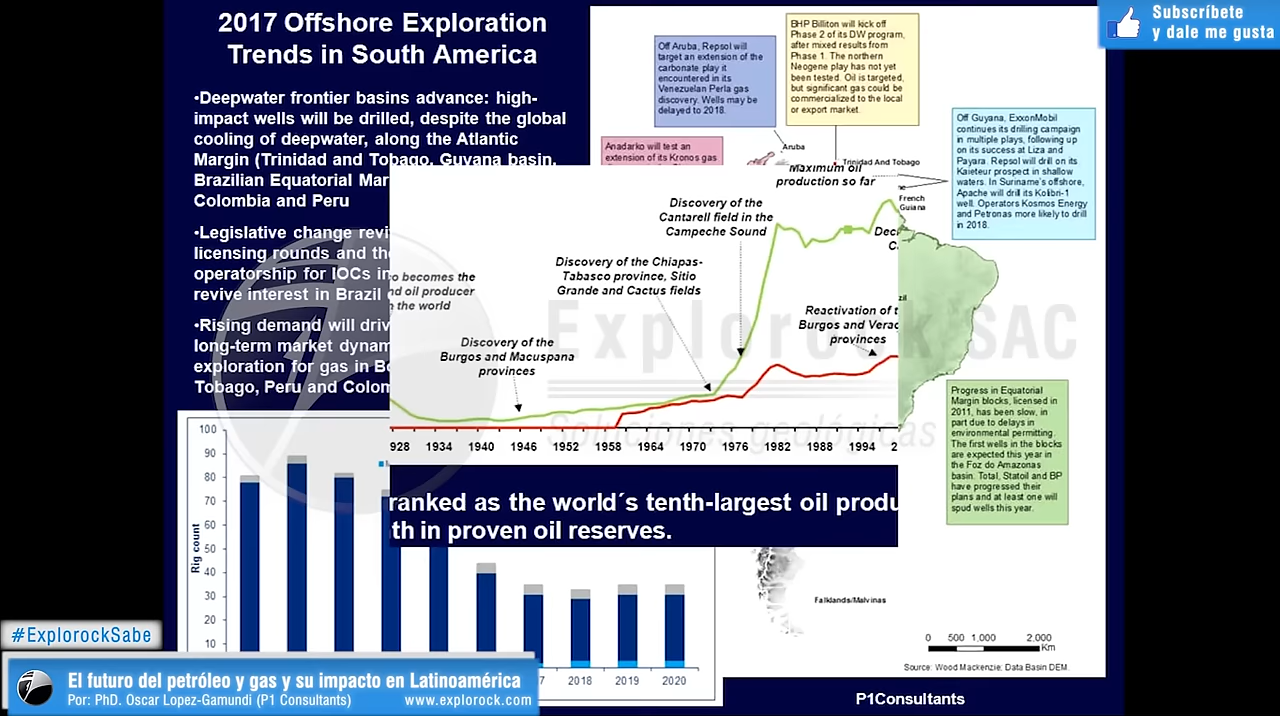 2017 Offshore Exploration
Trends in South America
•Deepwater frontier basins advance: high-
impact wells will be drilled, despite the global
cooling of deepwater, along the Atlantic
Margin (Trinidad and Tobago, Guyana basin,
Brazilian Equatorial Mar
Colombia and Peru
•Legislative change revi
licensing rounds and the
operatorship for IOCs in
revive interest in Brazil
•Rising demand will driv
long-term market dynam
exploration for gas in Bo
Tobago, Peru and Colom
Off Aruba, Repsol will
target an extension of the
carbonate play it
encountered in its
Venezuelan Perla gas
discovery. Wells may be
delayed to 2018.
BHP Billiton will kick off
Phase 2 of its DW program,
after mixed results from
Phase 1. The northern
Neogene play has not yet
been tested. Oil is targeted,
but significant gas could be
commercialized to the local
or export market.
Subscríbete
y dale me gusta
Anadarko will test an
extension of its Kronos gas
Aruba
Trinidad And Tobago
French
Guiana
Off Guyana, ExxonMobil
continues its drilling campaign
in multiple plays, following up
on its success at Liza and
Payara. Repsol will drill on its
Kaieteur prospect in shallow
waters. In Suriname's offshore,
Apache will drill its Kolibri-1
well. Operators Kosmos Energy
and Petronas more likely to drill
in 2018.
Maximum oil
production so far
Discovery of the
Cantarell field in the
Campeche Sound
Discovery of the Chiapas-
Tabasco province, Sitio
Grande and Cactus fields
o becomes the
nd oil producer
n the world
Discovery of the
Burgos and Macuspana
provinces
Reactivation of t
Burgos and Verac
provinces
Decl
C
zil
Explorock SAC
Soluciones geológicas
928 1934 1940 1946 1952 1958 1964 1970 1976 1982 1988 1994 2
ranked as the world´s tenth-largest oil produ
th in proven oil reserves.
Progress in Equatorial
Margin blocks, licensed in
2011, has been slow, in
part due to delays in
environmental permitting.
The first wells in the blocks
are expected this year in
the Foz do Amazonas
basin. Total, Statoil and BP
have progressed their
plans and at least one will
spud wells this year.
Rig count
100
90
80
70
60
50
40
30
20
10
7 2018 2019 2020
Falklands/Malvinas
0 500 1,000 2,000
Km
Source: Wood Mackenzie; Data Basin DEM.
P1Consultants
#ExplorockSabe
El futuro del petróleo y gas y su impacto en Latinoamérica
Por: PhD. Oscar Lopez-Gamundi (P1 Consultants) www.explorock.com